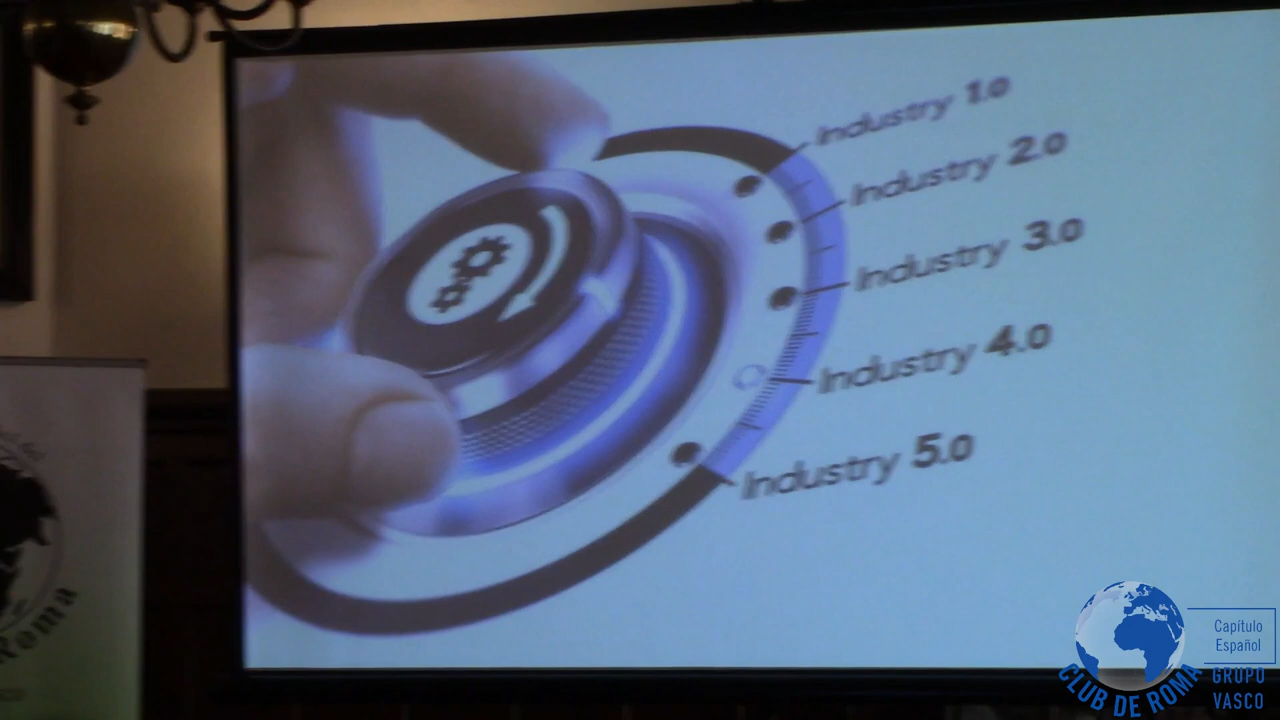 Industry 1.0
Industry 2.0
Industry 3.0
Industry 4.0
Industry 5.0
Roma
Capítulo
Español
CLUB DE ROMA
GRUPO
VASCO